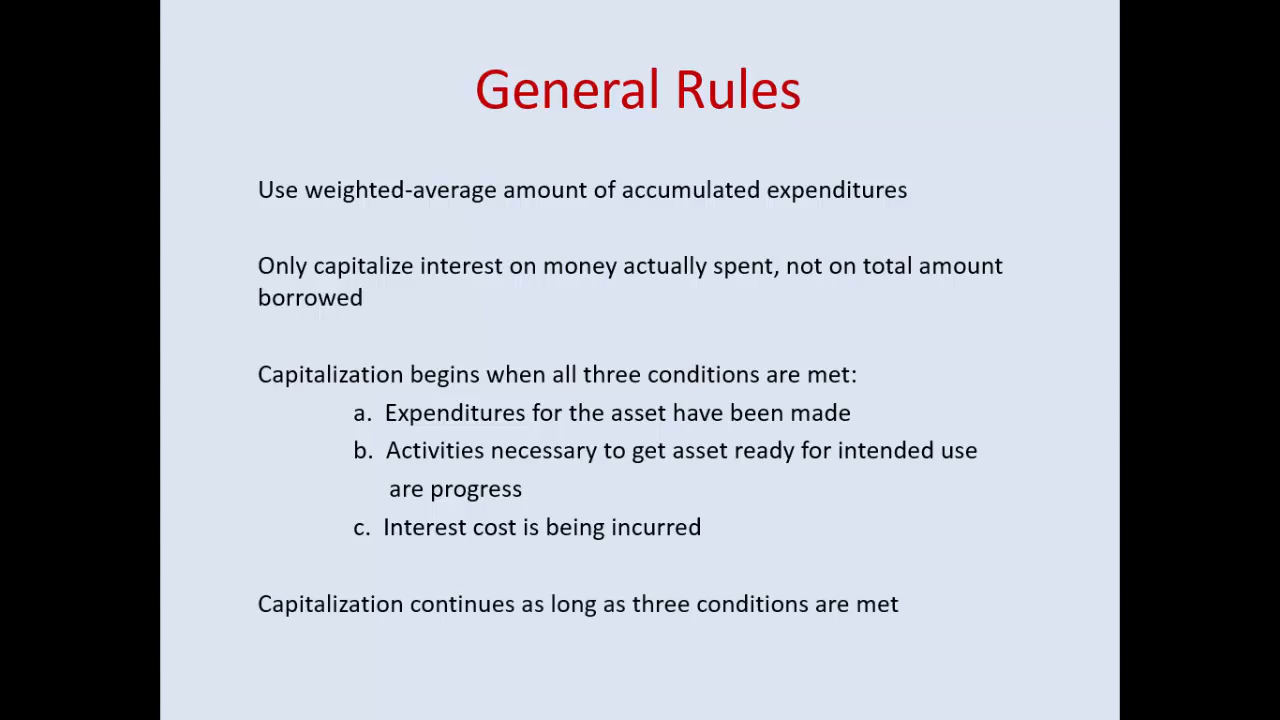 General Rules
Use weighted-average amount of accumulated expenditures
Only capitalize interest on money actually spent, not on total amount
borrowed
Capitalization begins when all three conditions are met:
a. Expenditures for the asset have been made
b. Activities necessary to get asset ready for intended use
are progress
c. Interest cost is being incurred
Capitalization continues as long as three conditions are met